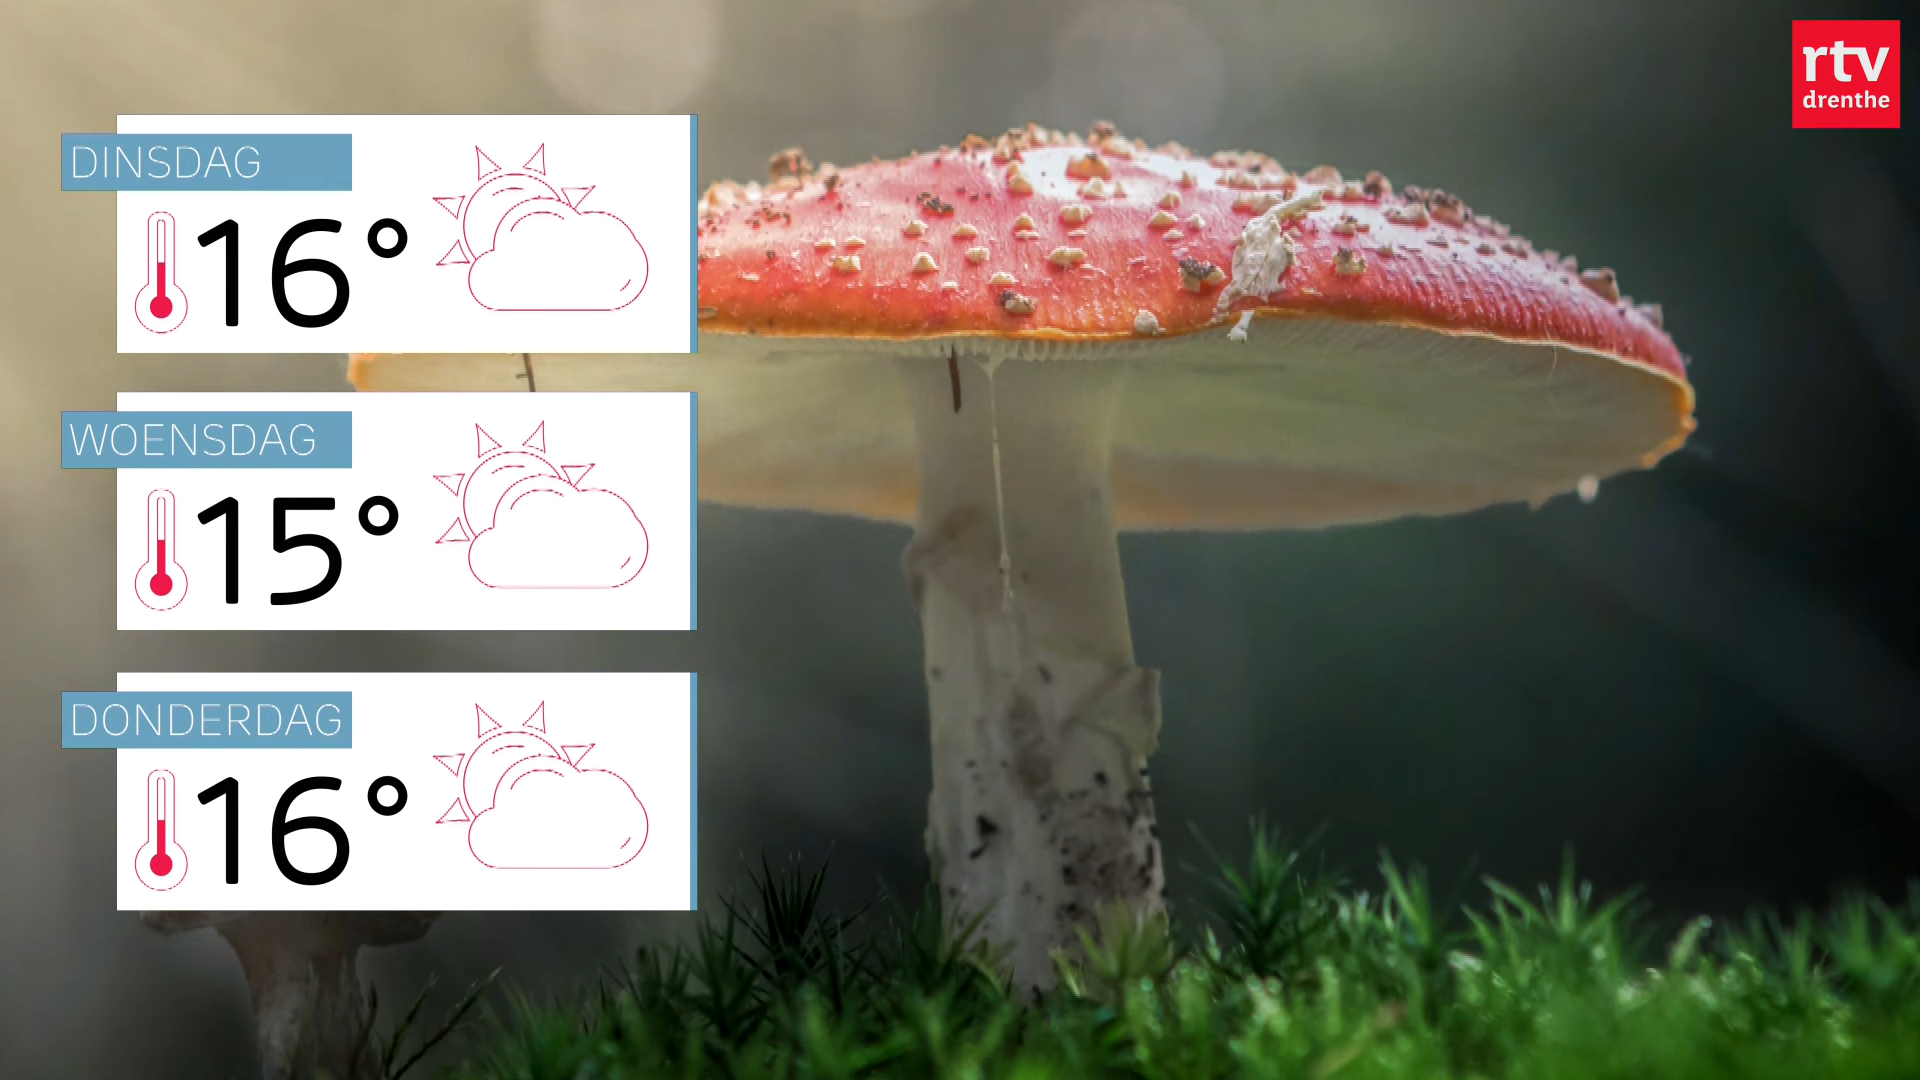 rtv
drenthe
DINSDAG
16°
WOENSDAG
15°
DONDERDAG
16°